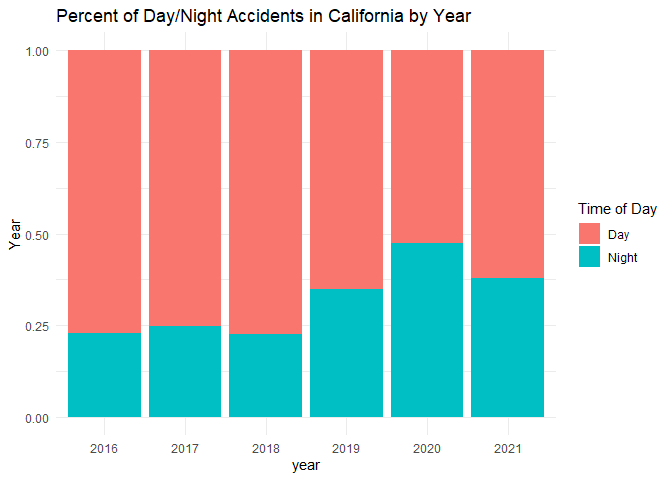 Percent of Day/Night Accidents in California by Year
1.00
0.75
0.50
0.25
0.00
Year
2016 2017 2018 2019 2020 2021
year
Time of Day
Day
Night